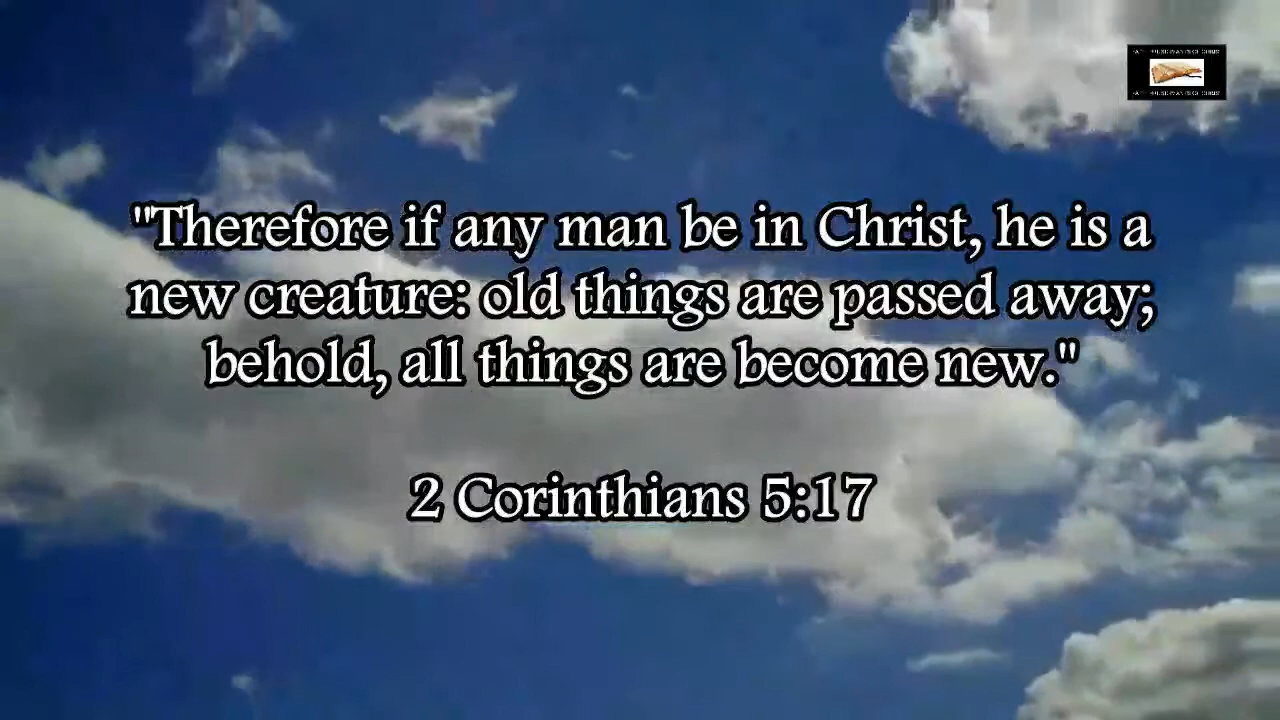 "Therefore if any man be in Christ, he is a
new creature: old things are passed away;
behold, all things are become new."
2 Corinthians 5:17